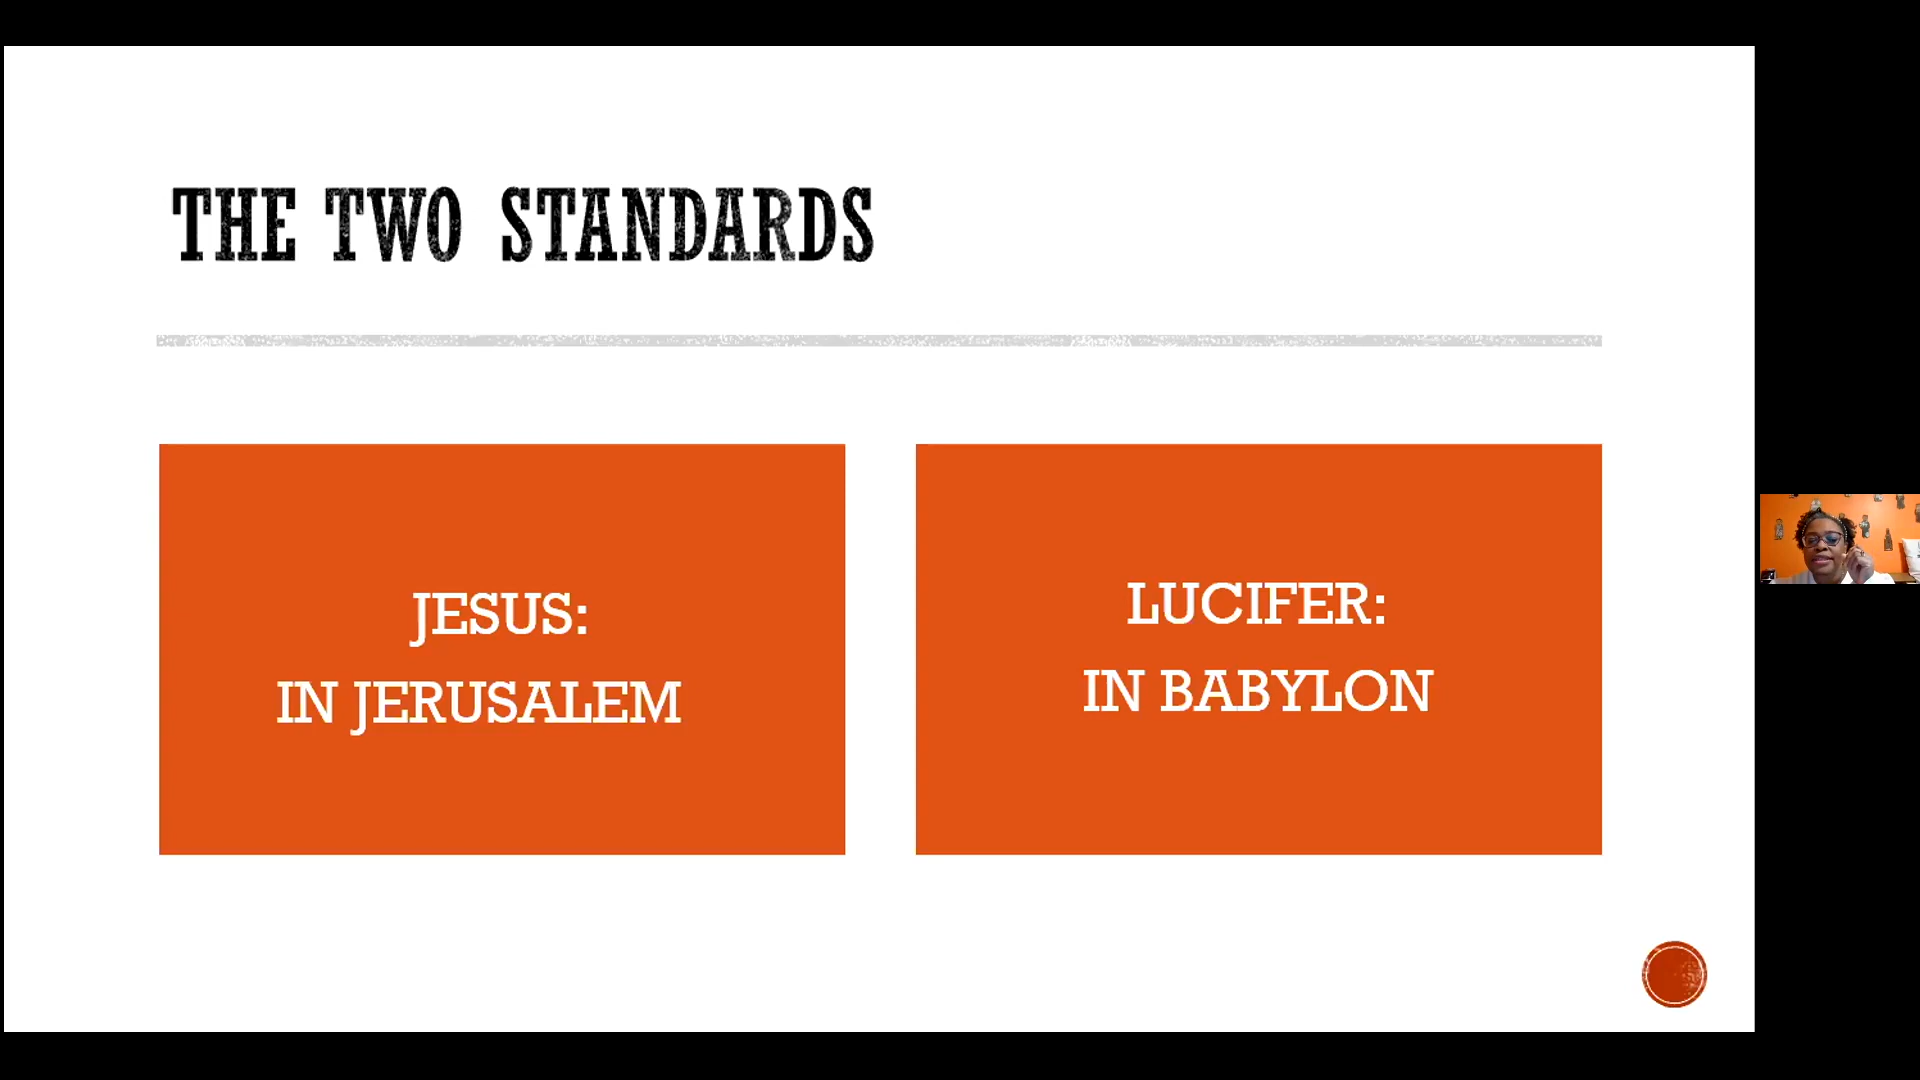 THE TWO STANDARDS
JESUS:
IN JERUSALEM
LUCIFER:
IN BABYLON